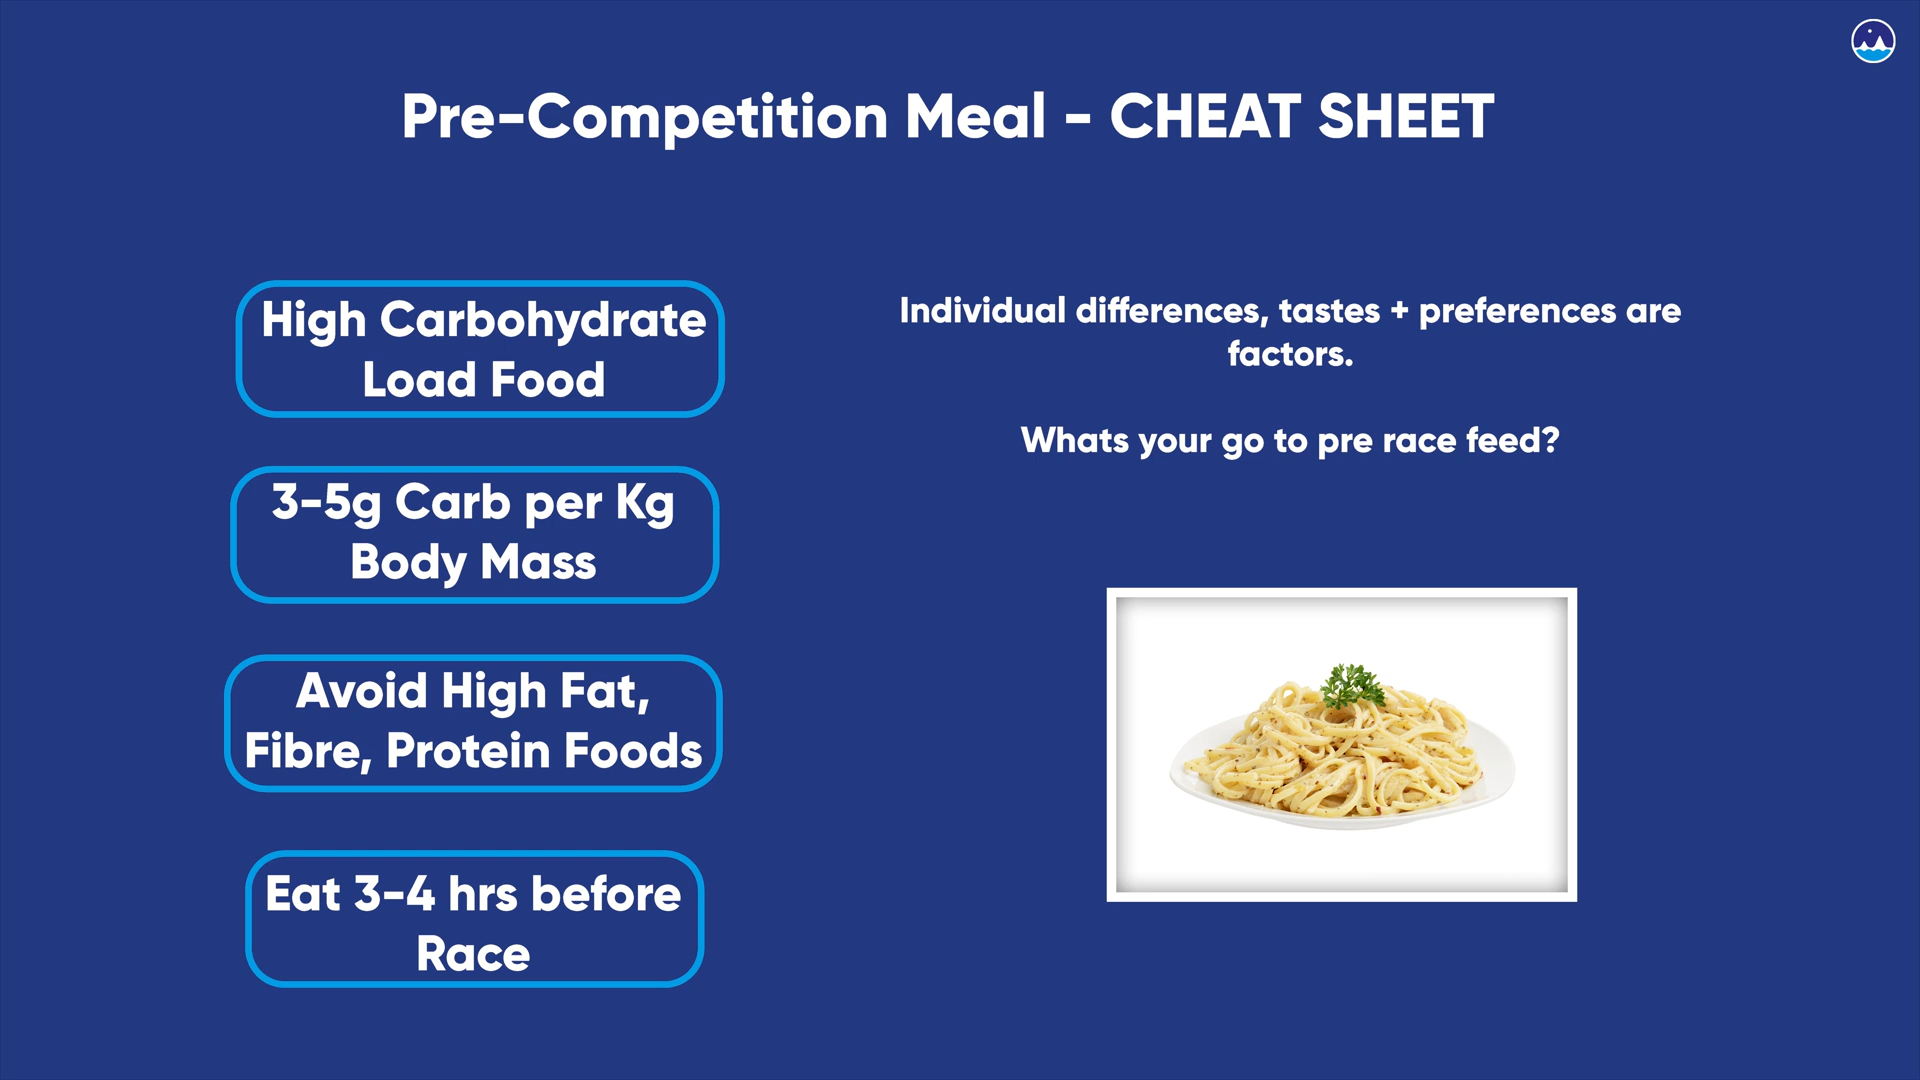 Pre-Competition Meal - CHEAT SHEET
High Carbohydrate
Load Food
3-5g Carb per Kg
Body Mass
Avoid High Fat,
Fibre, Protein Foods
Eat 3-4 hrs before
Race
Individual differences, tastes + preferences are
factors.
Whats your go to pre race feed?